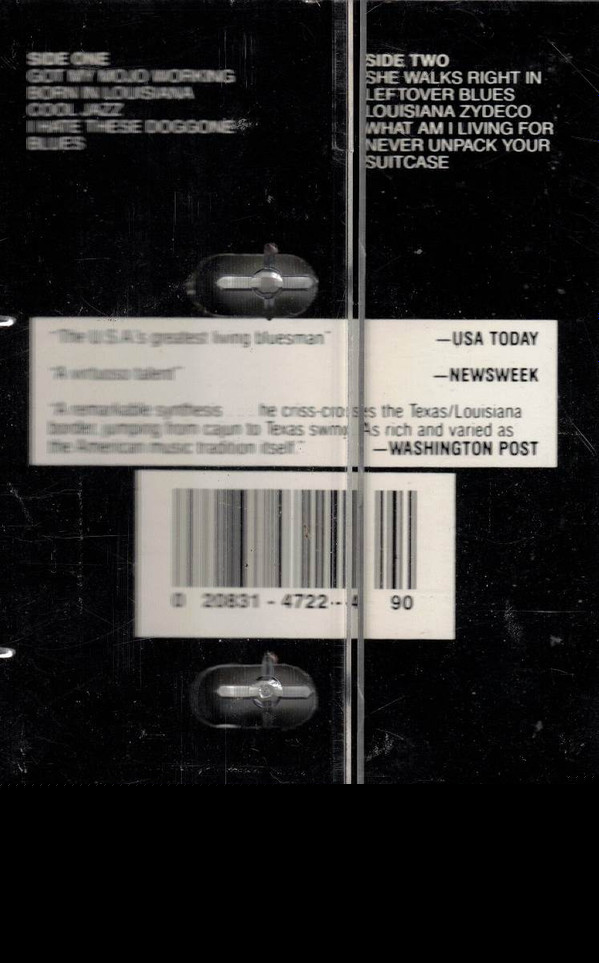 SIDE ONE
GOT MY MOJO WORKING
BORN IN LOUISIANA
COOL JAZZ
I HATE THESE DOGGONE
BLUES
SIDE TWO
SHE WALKS RIGHT IN
LEFTOVER BLUES
LOUISIANA ZYDECO
WHAT AM I LIVING FOR
NEVER UNPACK YOUR
SUITCASE
"The U.S.A.'s greatest living bluesman" —USA TODAY
"A virtuoso talent" —NEWSWEEK
"A remarkable synthesis . . . . he criss-crosses the Texas/Louisiana
border, jumping from cajun to Texas swing. As rich and varied as
the American music tradition itself." —WASHINGTON POST
0 20831-4722-4 90